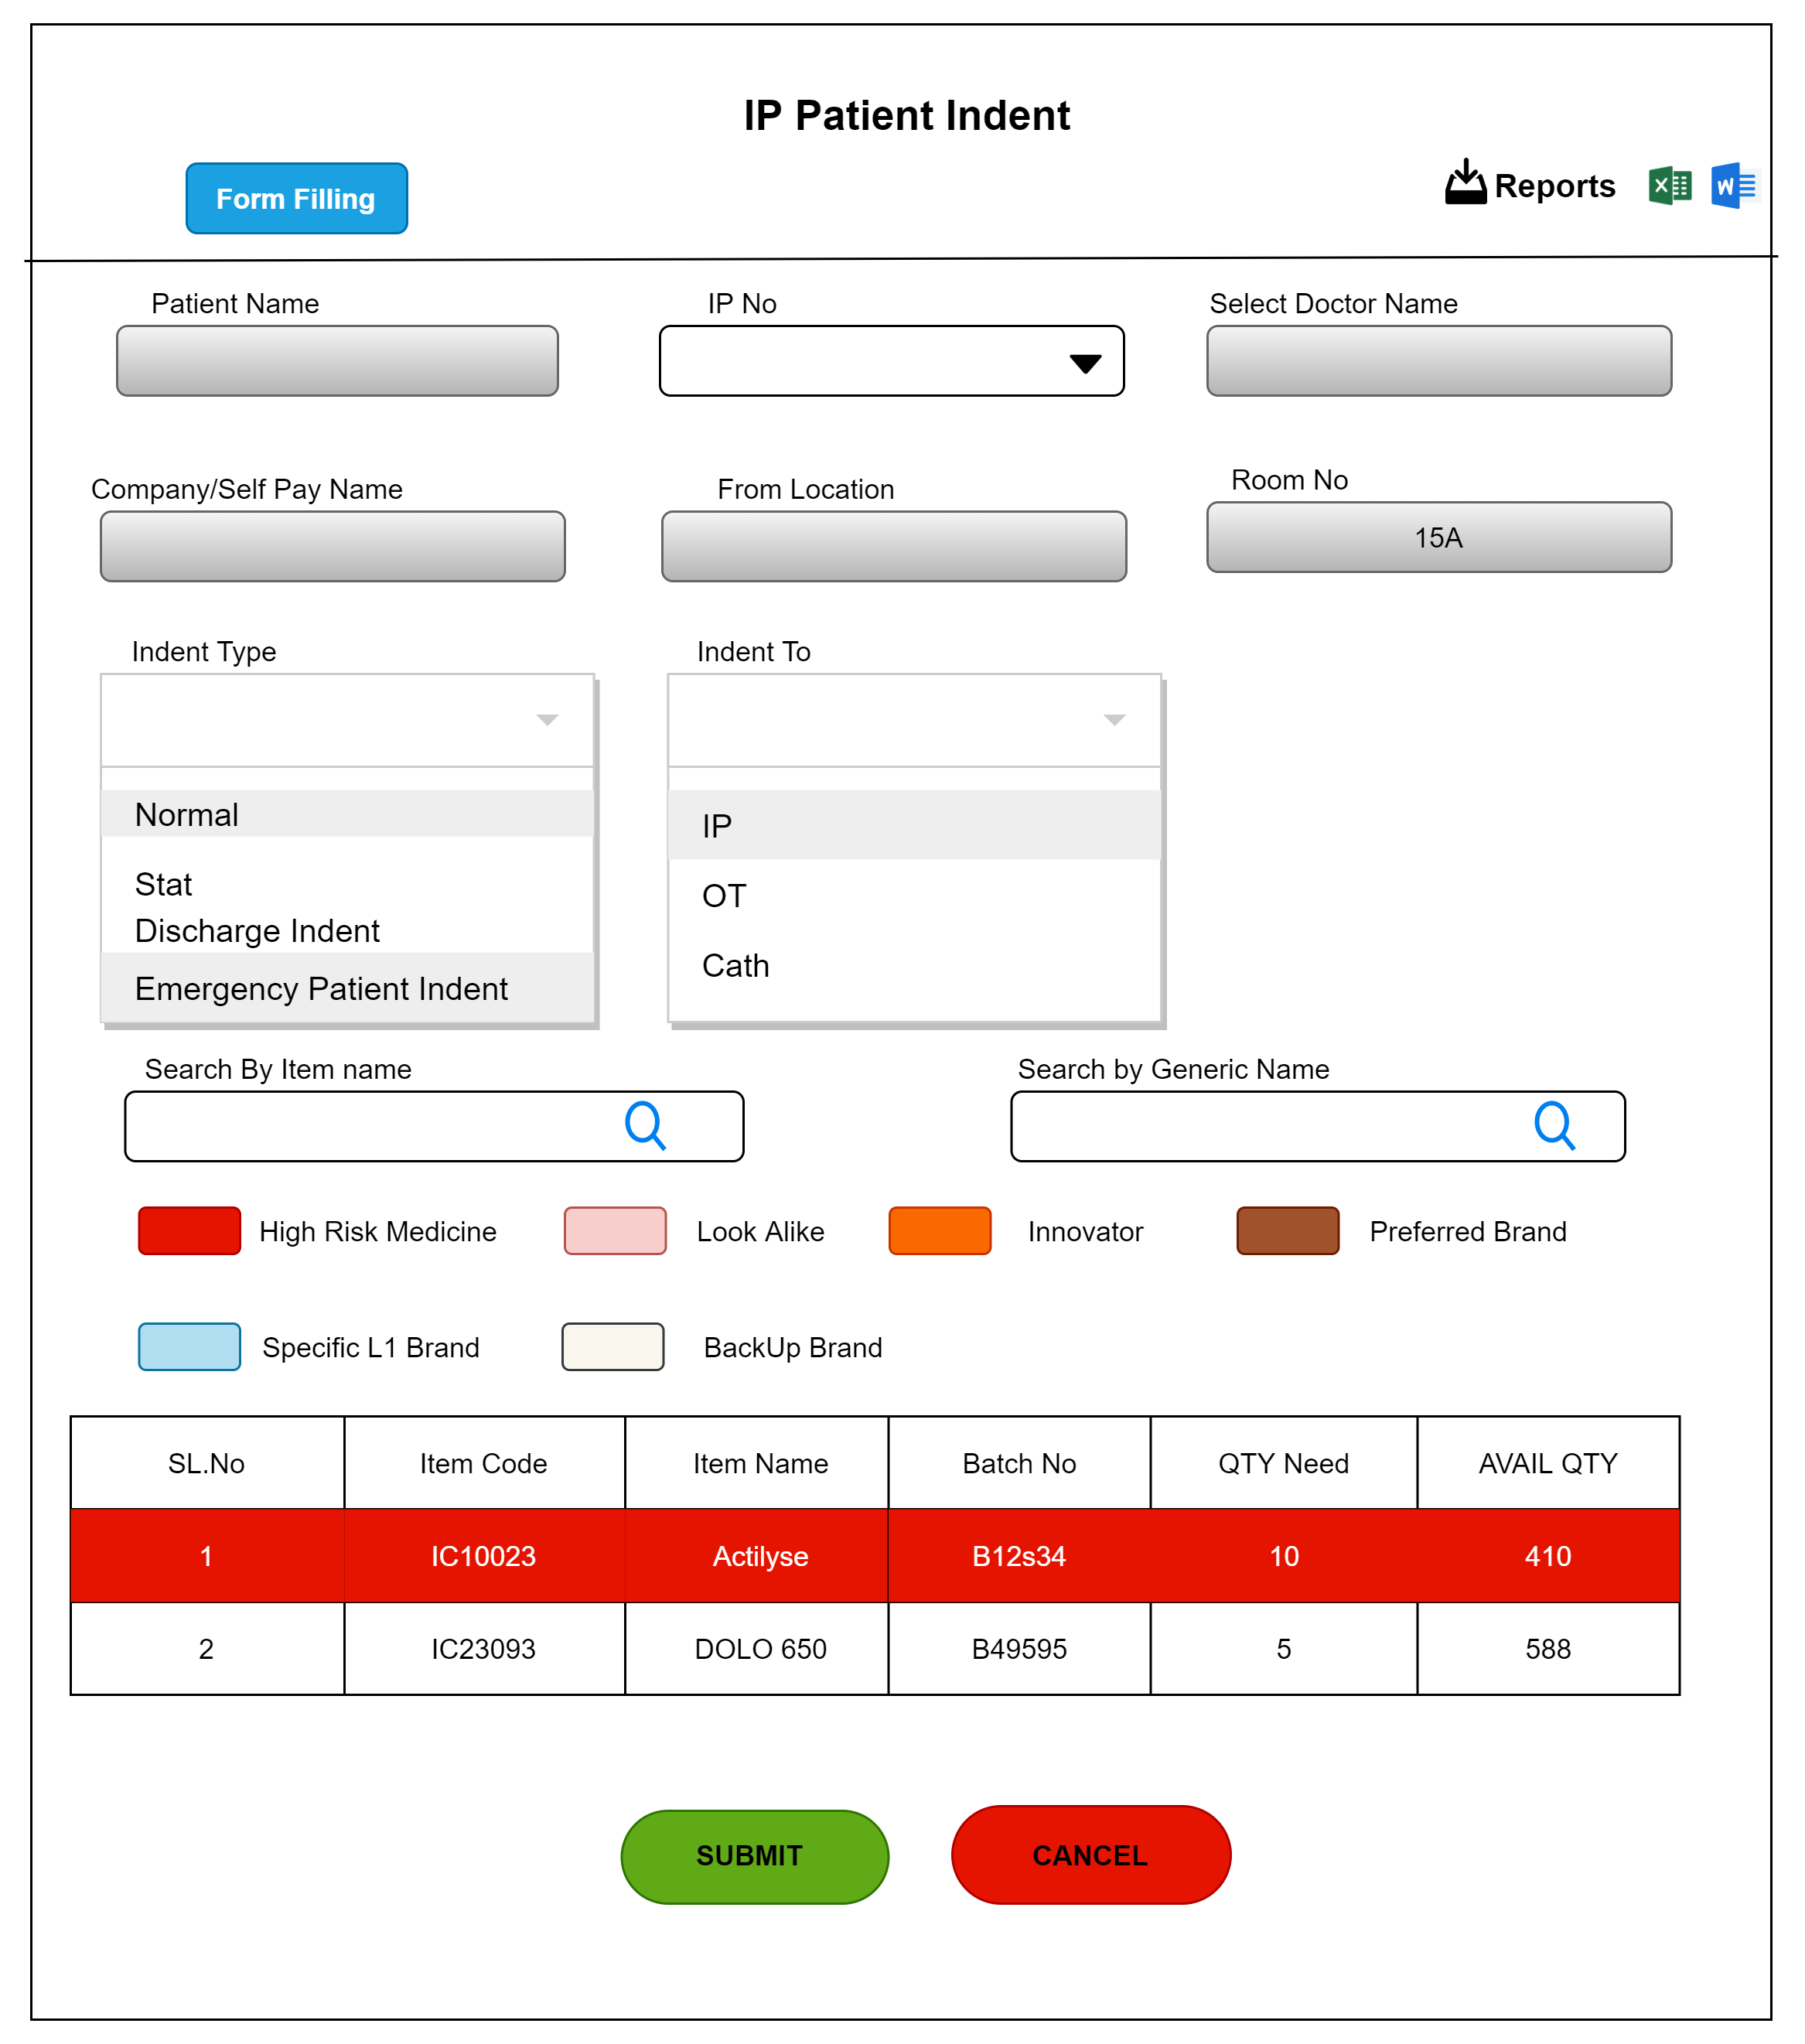 IP Patient Indent
Form Filling
Reports
X
W
Patient Name
IP No
Select Doctor Name
Company/Self Pay Name
From Location
Room No
15A
Indent Type
Indent To
Normal
Stat
Discharge Indent
Emergency Patient Indent
IP
OT
Cath
Search By Item name
Search by Generic Name
High Risk Medicine
Look Alike
Innovator
Preferred Brand
Specific L1 Brand
BackUp Brand
SL.No Item Code Item Name Batch No QTY Need AVAIL QTY
1 IC10023 Actilyse B12s34 10 410
2 IC23093 DOLO 650 B49595 5 588
SUBMIT
CANCEL